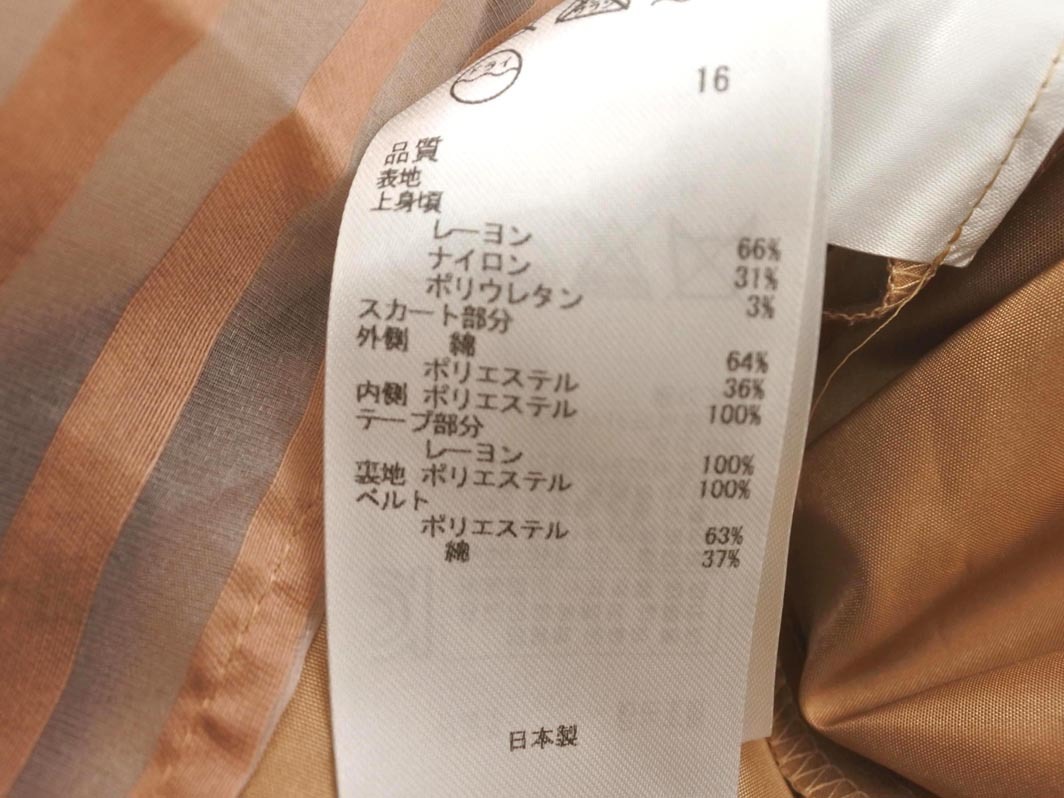 ドライ
16
品質
表地
上身頃
レーヨン 66%
ナイロン 31%
ポリウレタン 3%
スカート部分
外側 綿 64%
ポリエステル 36%
内側 ポリエステル 100%
テープ部分
レーヨン 100%
裏地 ポリエステル 100%
ベルト
ポリエステル 63%
綿 37%
日本製